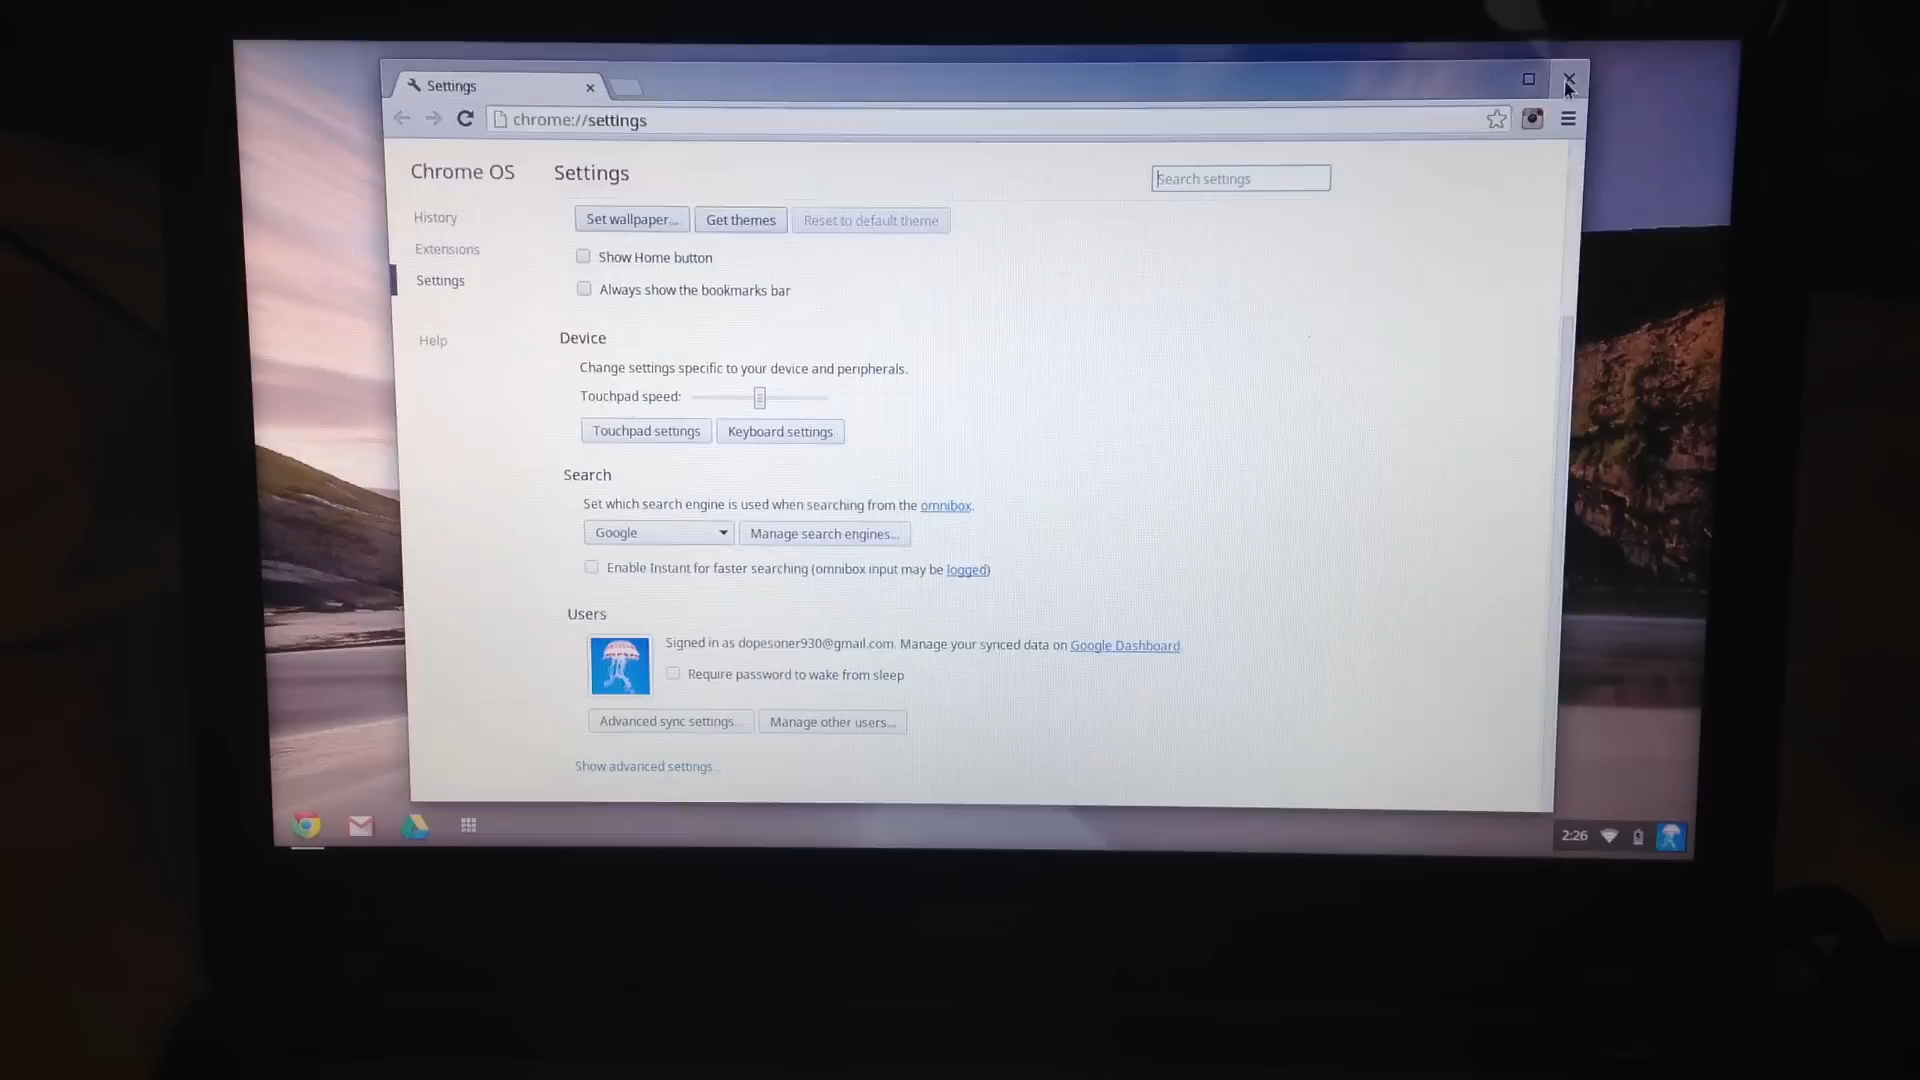 Settings
chrome://settings
Chrome OS
Settings
Search settings
History
Extensions
Settings
Help
Set wallpaper...
Get themes
Reset to default theme
Show Home button
Always show the bookmarks bar
Device
Change settings specific to your device and peripherals.
Touchpad speed:
Touchpad settings
Keyboard settings
Search
Set which search engine is used when searching from the omnibox.
Google
Manage search engines...
Enable Instant for faster searching (omnibox input may be logged)
Users
Signed in as dopesoner930@gmail.com. Manage your synced data on Google Dashboard
Require password to wake from sleep
Advanced sync settings...
Manage other users...
Show advanced settings...
2:26